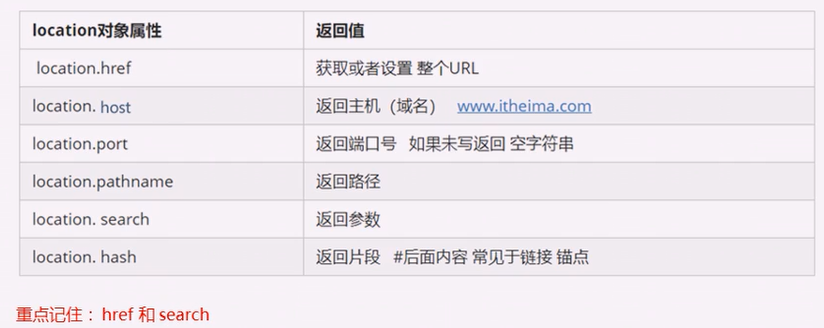 location对象属性 返回值
location.href 获取或者设置 整个URL
location. host 返回主机（域名） www.itheima.com
location.port 返回端口号 如果未写返回 空字符串
location.pathname 返回路径
location. search 返回参数
location. hash 返回片段 #后面内容 常见于链接 锚点
重点记住：href 和 search